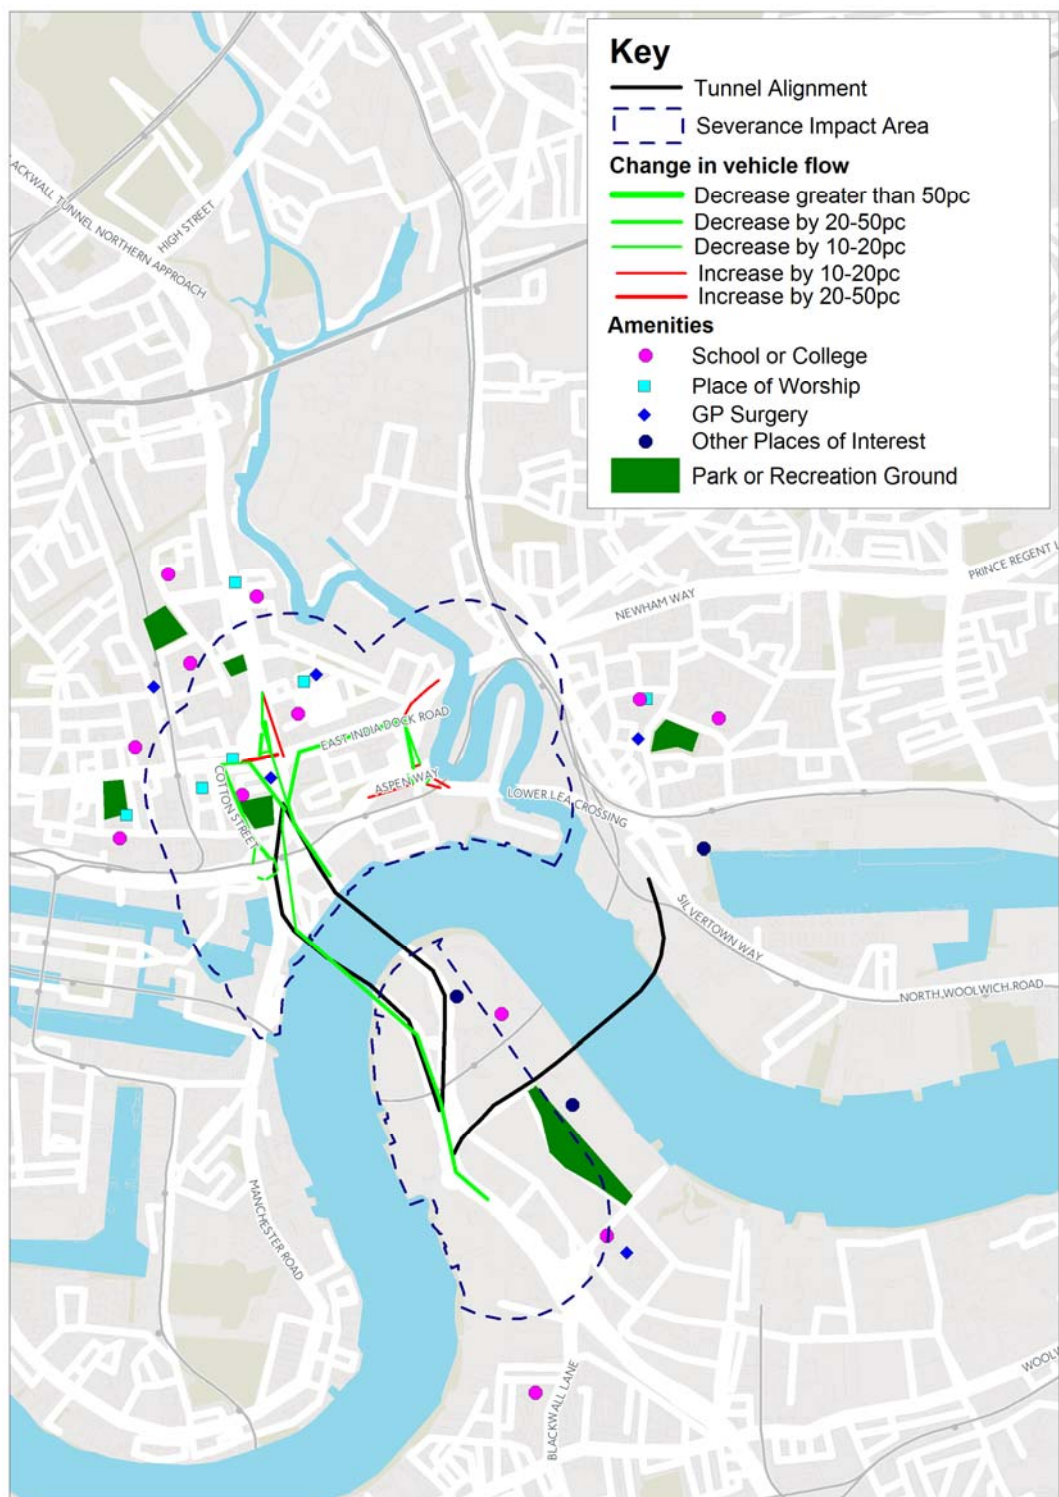 Key
Tunnel Alignment
Severance Impact Area
Change in vehicle flow
Decrease greater than 50pc
Decrease by 20-50pc
Decrease by 10-20pc
Increase by 10-20pc
Increase by 20-50pc
Amenities
School or College
Place of Worship
GP Surgery
Other Places of Interest
Park or Recreation Ground
LACKWALL TUNNEL NORTHERN APPROACH
HIGH STREET
PRINCE REGENT L
NEWHAM WAY
EAST INDIA DOCK ROAD
ASPEN WAY
COTTON STREET
LOWER LEA CROSSING
SILVERTOWN WAY
NORTH WOOLWICH ROAD
MANCHESTER ROAD
WOOLW
BLACKWALL LANE